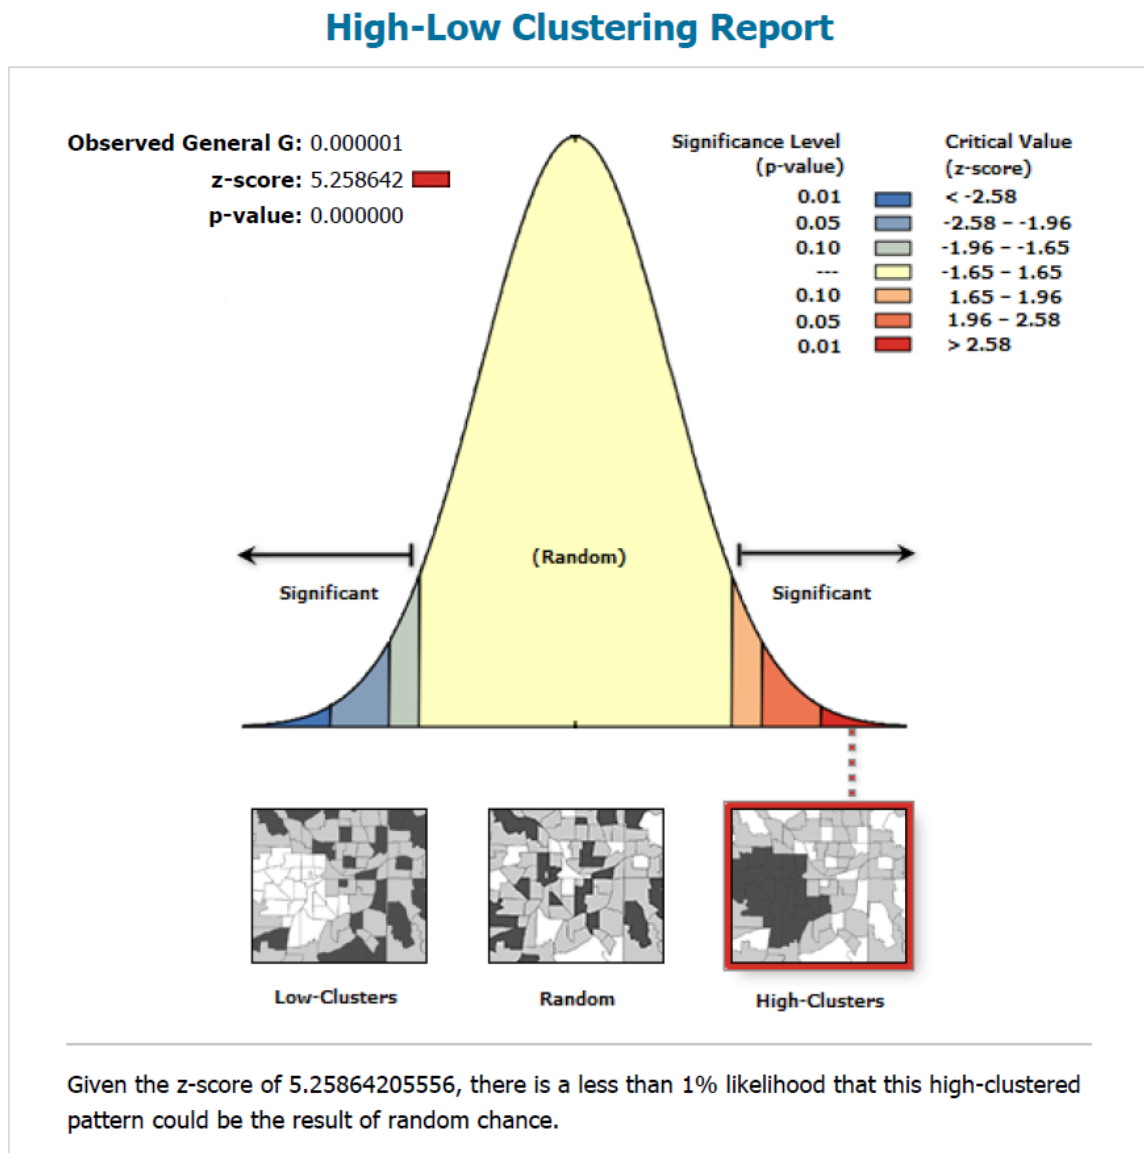 High-Low Clustering Report
Observed General G: 0.000001
z-score: 5.258642
p-value: 0.000000
Significance Level
(p-value)
Critical Value
(z-score)
0.01 < -2.58
0.05 -2.58 – -1.96
0.10 -1.96 – -1.65
--- -1.65 – 1.65
0.10 1.65 – 1.96
0.05 1.96 – 2.58
0.01 > 2.58
(Random)
Significant
Significant
Low-Clusters
Random
High-Clusters
Given the z-score of 5.25864205556, there is a less than 1% likelihood that this high-clustered
pattern could be the result of random chance.